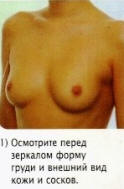 1) Осмотрите перед
зеркалом форму
груди и внешний вид
кожи и сосков.